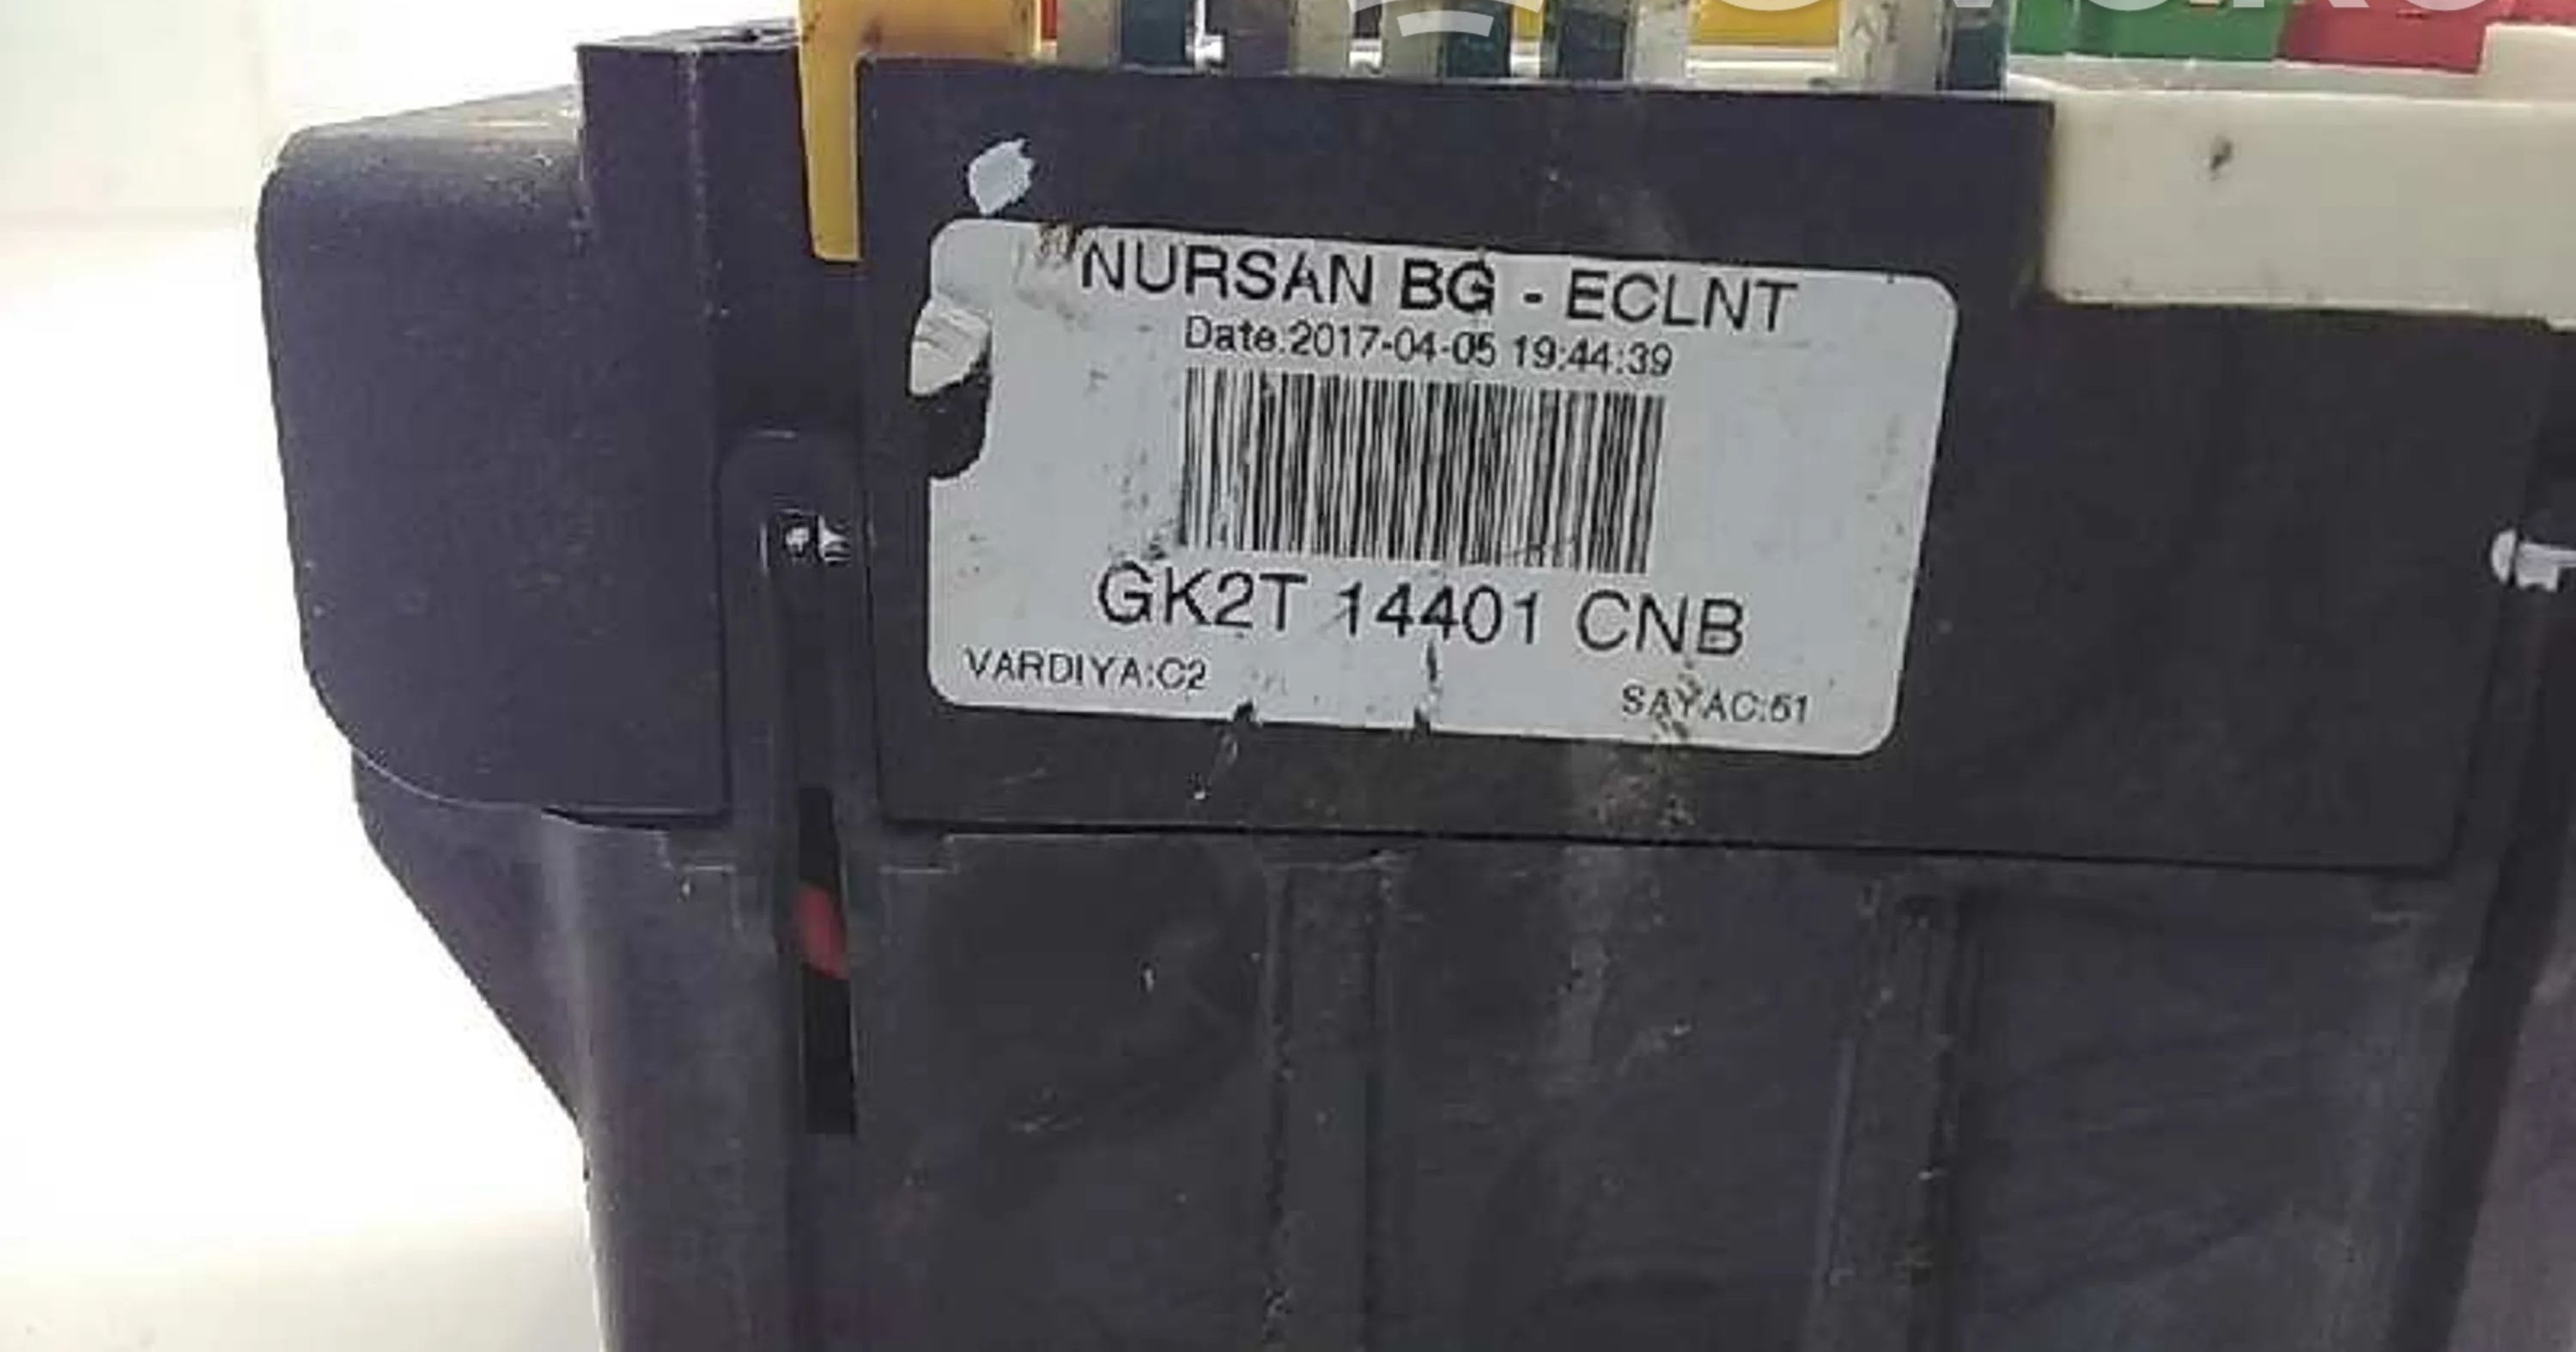 NURSAN BG - ECLNT
Date:2017-04-05 19:44:39
GK2T 14401 CNB
VARDIYA:C2
SAYAC:51